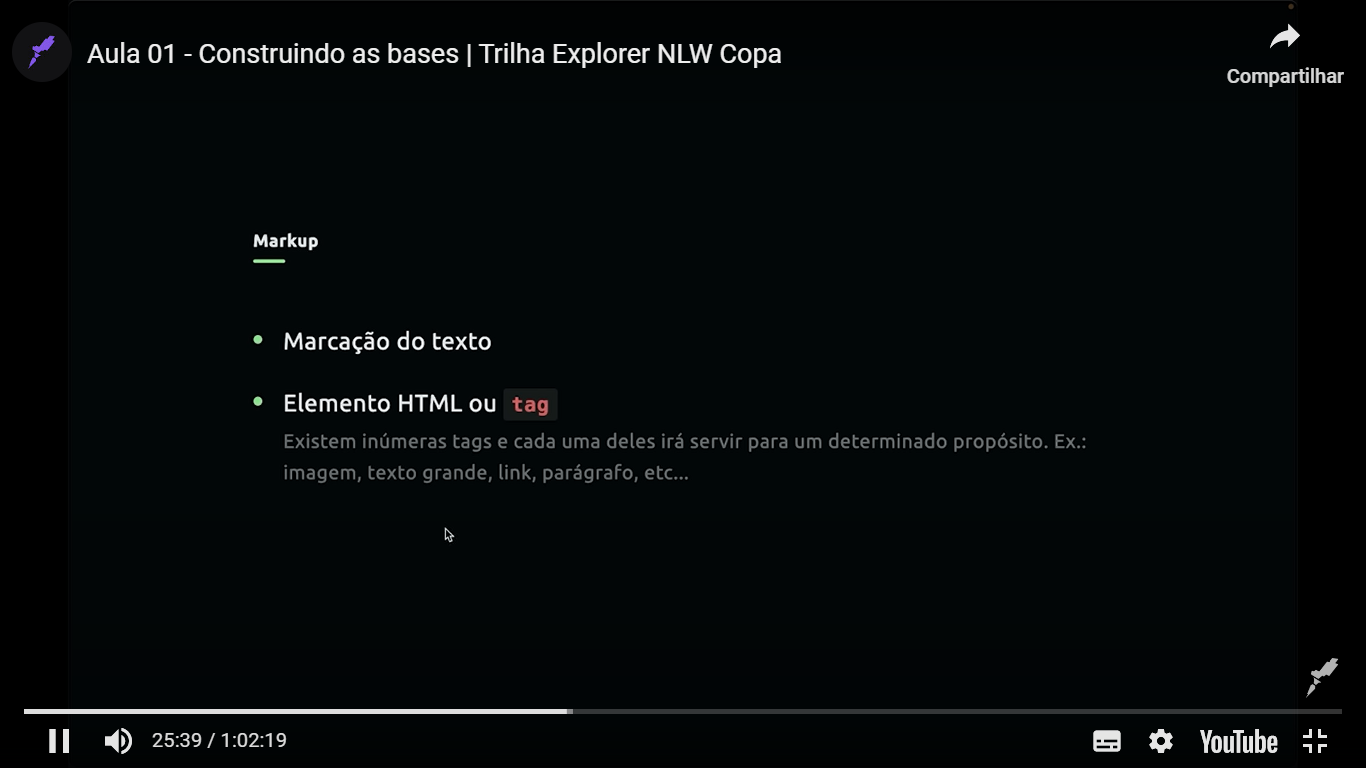 Aula 01 - Construindo as bases | Trilha Explorer NLW Copa
Compartilhar
Markup
Marcação do texto
Elemento HTML ou tag
Existem inúmeras tags e cada uma deles irá servir para um determinado propósito. Ex.:
imagem, texto grande, link, parágrafo, etc...
25:39 / 1:02:19
YouTube